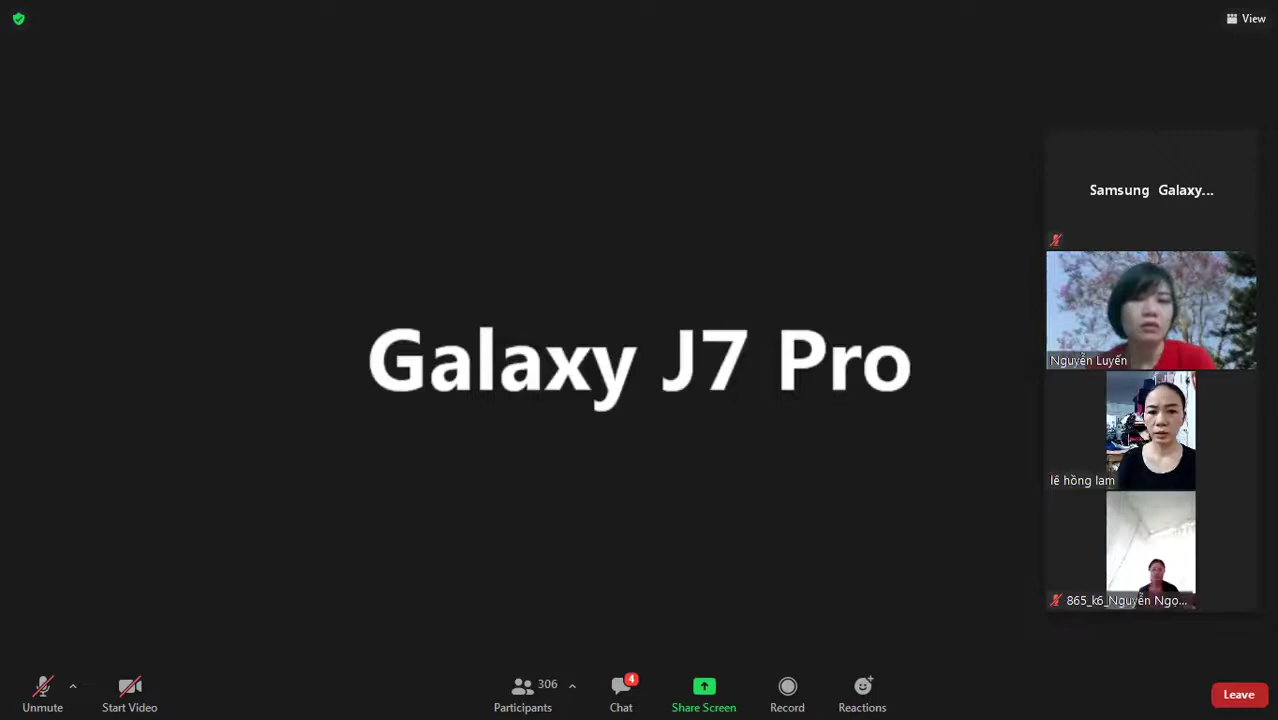 View
Samsung Galaxy...
Galaxy J7 Pro
Nguyễn Luyến
lê hồng lam
865_k6_Nguyễn Ngọ...
306
4
Unmute
Start Video
Participants
Chat
Share Screen
Record
Reactions
Leave